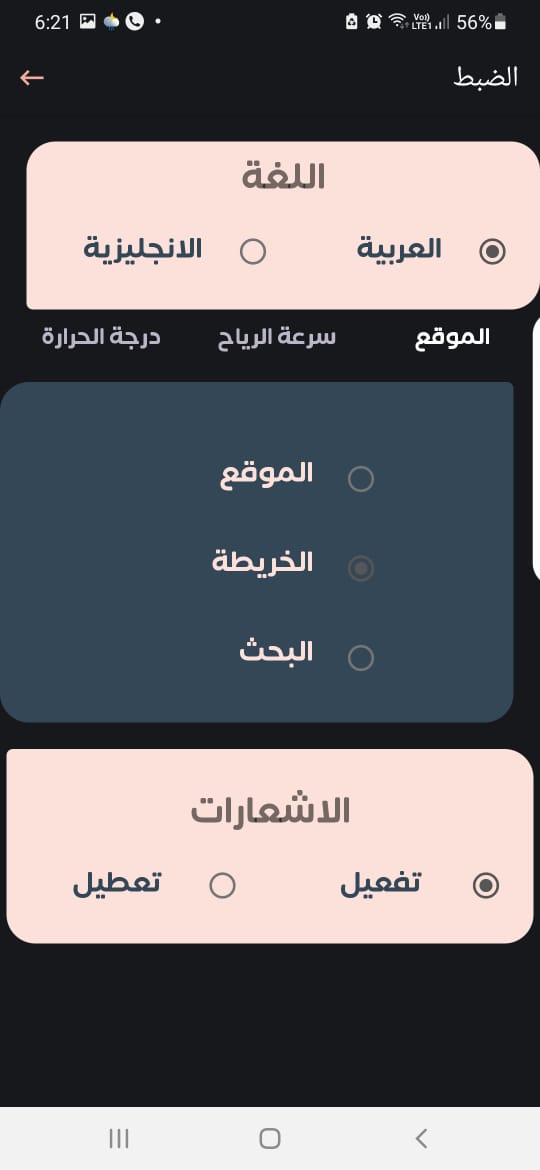 6:21 Vo)) LTE1 56%
الضبط
اللغة
العربية الانجليزية
الموقع سرعة الرياح درجة الحرارة
الموقع
الخريطة
البحث
الاشعارات
تفعيل تعطيل